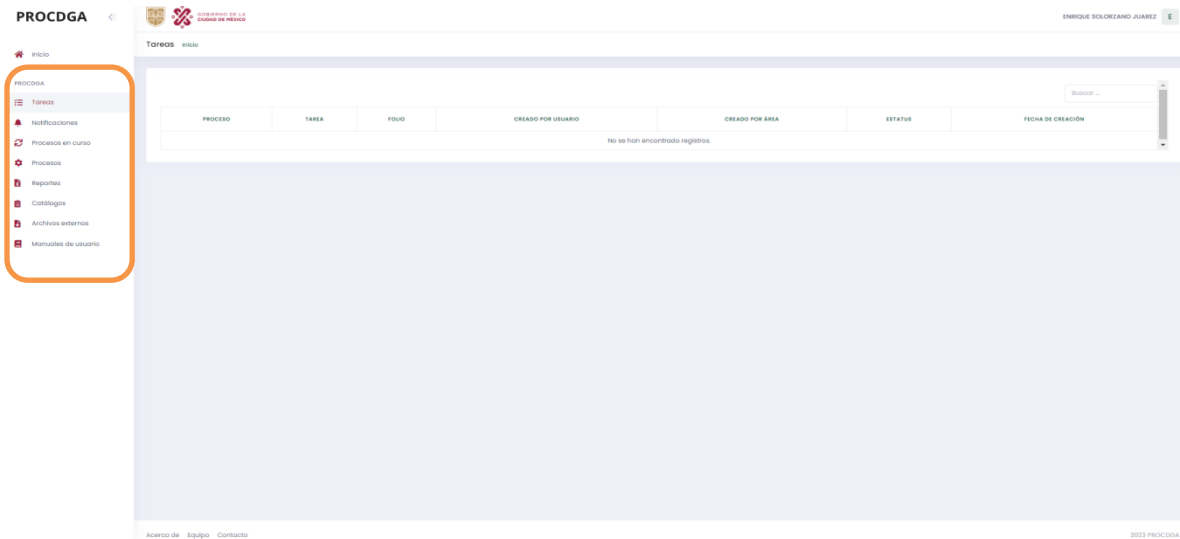 PROCDGA
GOBIERNO DE LA
CIUDAD DE MÉXICO
ENRIQUE SOLORZANO JUAREZ E
Inicio
Tareas Inicio
PROCDGA
Tareas
Notificaciones
Procesos en curso
Procesos
Reportes
Catálogos
Archivos externos
Manuales de usuario
Buscar ...
PROCESO TAREA FOLIO CREADO POR USUARIO CREADO POR ÁREA ESTATUS FECHA DE CREACIÓN
No se han encontrado registros.
Acerca de Equipo Contacto
2023 PROCDGA